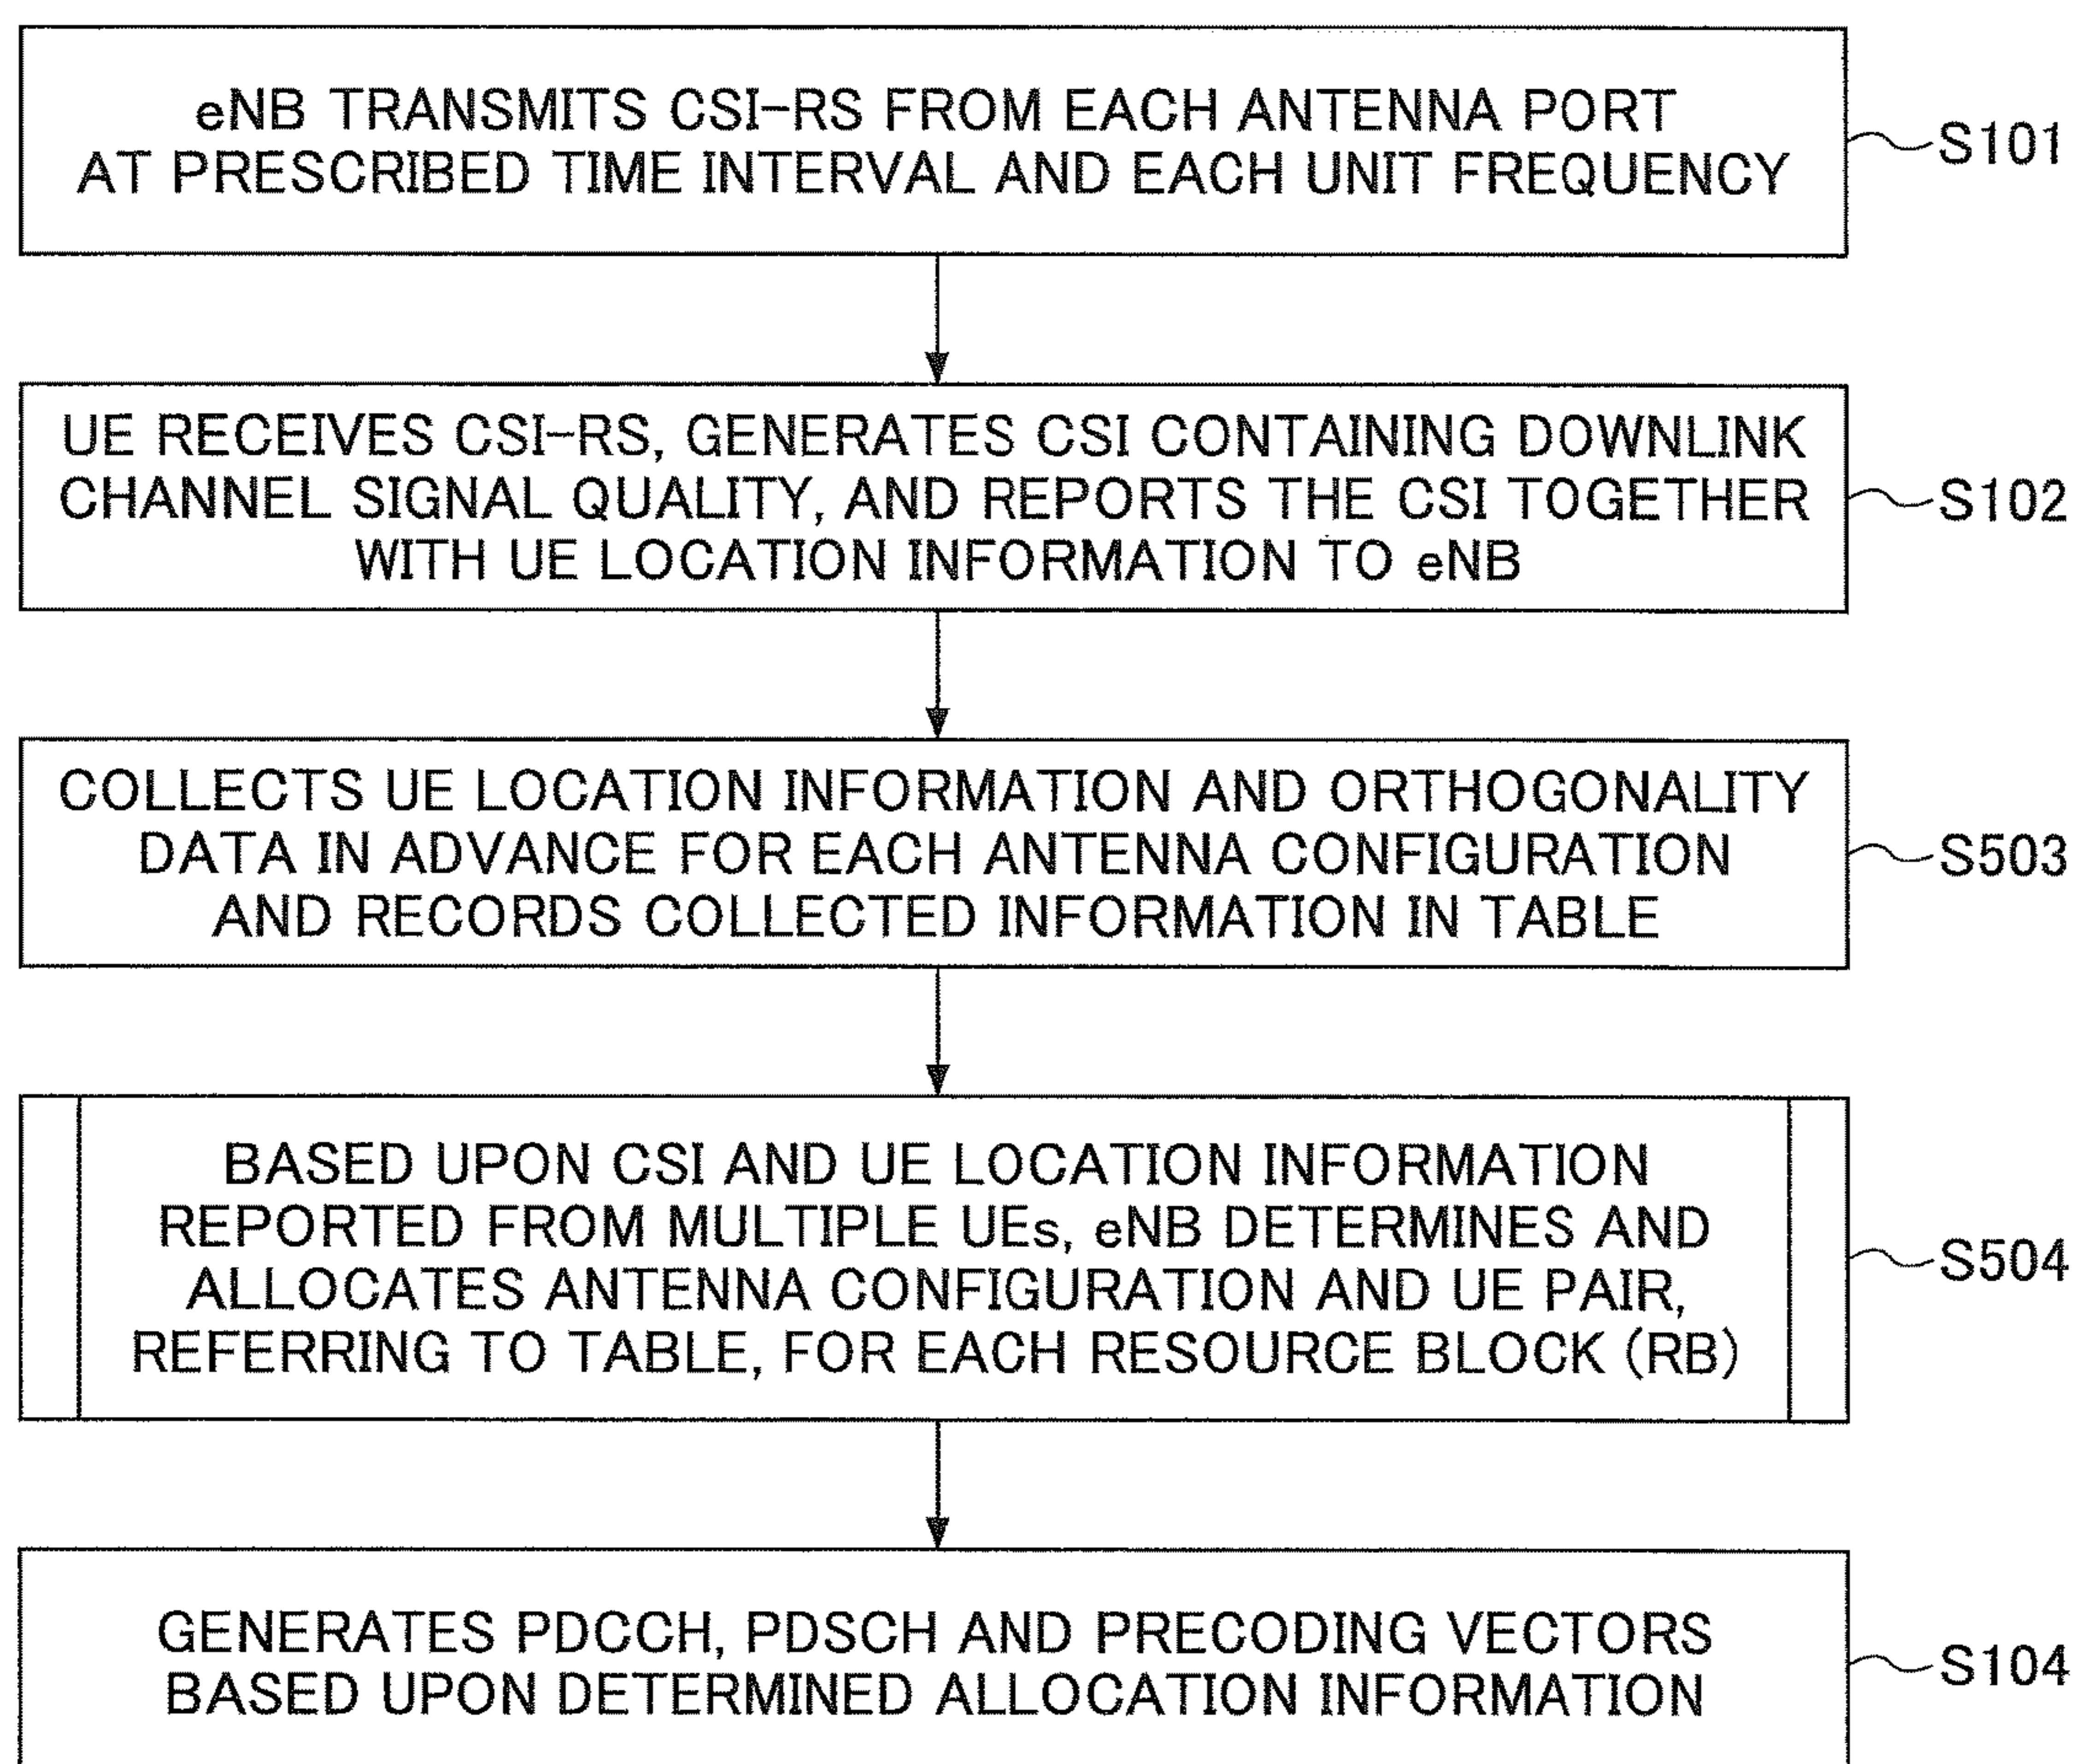 eNB TRANSMITS CSI-RS FROM EACH ANTENNA PORT
AT PRESCRIBED TIME INTERVAL AND EACH UNIT FREQUENCY
S101
UE RECEIVES CSI-RS, GENERATES CSI CONTAINING DOWNLINK
CHANNEL SIGNAL QUALITY, AND REPORTS THE CSI TOGETHER
WITH UE LOCATION INFORMATION TO eNB
S102
COLLECTS UE LOCATION INFORMATION AND ORTHOGONALITY
DATA IN ADVANCE FOR EACH ANTENNA CONFIGURATION
AND RECORDS COLLECTED INFORMATION IN TABLE
S503
BASED UPON CSI AND UE LOCATION INFORMATION
REPORTED FROM MULTIPLE UEs, eNB DETERMINES AND
ALLOCATES ANTENNA CONFIGURATION AND UE PAIR,
REFERRING TO TABLE, FOR EACH RESOURCE BLOCK (RB)
S504
GENERATES PDCCH, PDSCH AND PRECODING VECTORS
BASED UPON DETERMINED ALLOCATION INFORMATION
S104